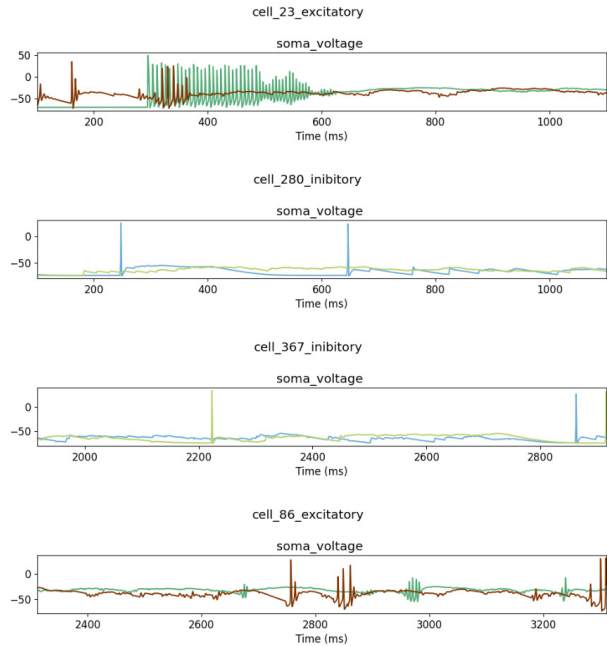 cell_23_excitatory
soma_voltage
50
0
−50
200 400 600 800 1000
Time (ms)
cell_280_inibitory
soma_voltage
0
−50
200 400 600 800 1000
Time (ms)
cell_367_inibitory
soma_voltage
0
−50
2000 2200 2400 2600 2800
Time (ms)
cell_86_excitatory
soma_voltage
0
−50
2400 2600 2800 3000 3200
Time (ms)